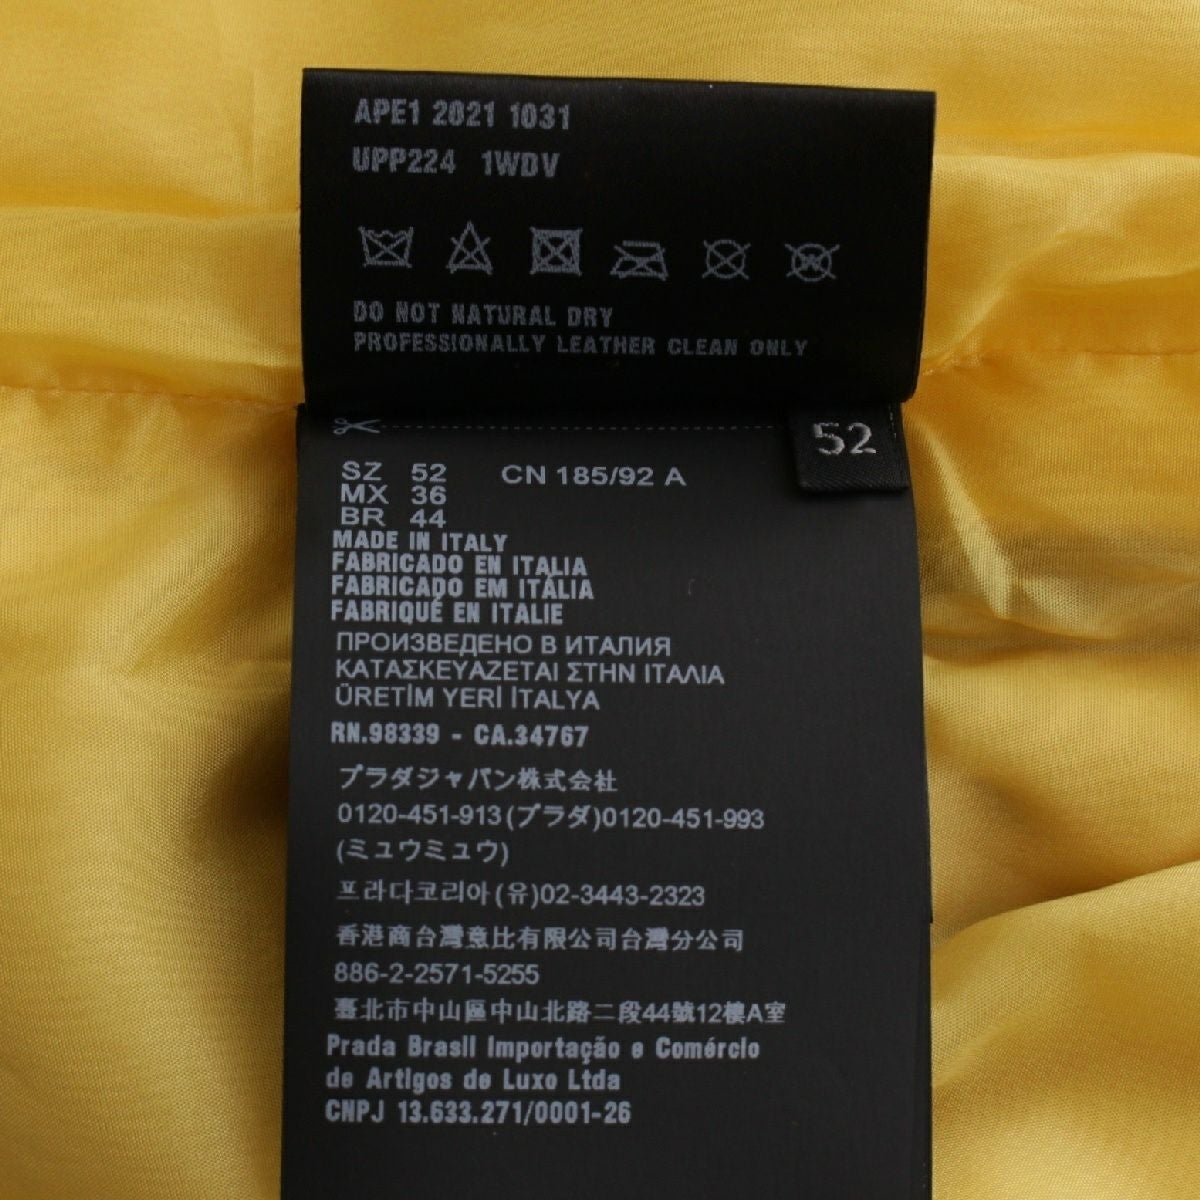 APE1 2021 1031
UPP224 1WDV
DO NOT NATURAL DRY
PROFESSIONALLY LEATHER CLEAN ONLY
52
SZ 52 CN 185/92 A
MX 36
BR 44
MADE IN ITALY
FABRICADO EN ITALIA
FABRICADO EM ITÁLIA
FABRIQUÉ EN ITALIE
ПРОИЗВЕДЕНО В ИТАЛИЯ
ΚΑΤΑΣΚΕΥΑΖΕΤΑΙ ΣΤΗΝ ΙΤΑΛΙΑ
ÜRETİM YERİ İTALYA
RN.98339 - CA.34767
プラダジャパン株式会社
0120-451-913(プラダ)0120-451-993
(ミュウミュウ)
프라다코리아(유)02-3443-2323
香港商台灣意比有限公司台灣分公司
886-2-2571-5255
臺北市中山區中山北路二段44號12樓A室
Prada Brasil Importação e Comércio
de Artigos de Luxo Ltda
CNPJ 13.633.271/0001-26